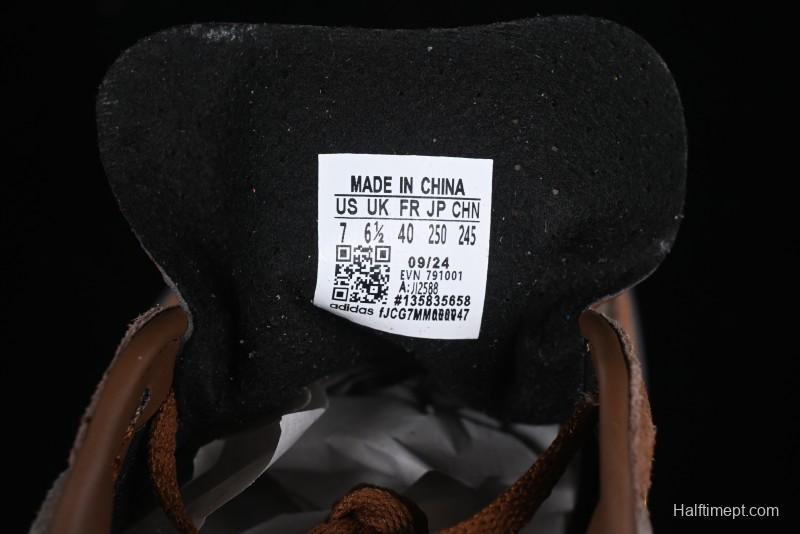 MADE IN CHINA
US UK FR JP CHN
7 6½ 40 250 245
09/24
EVN 791001
A:JI2588
#135835658
adidas
Halftimept.com